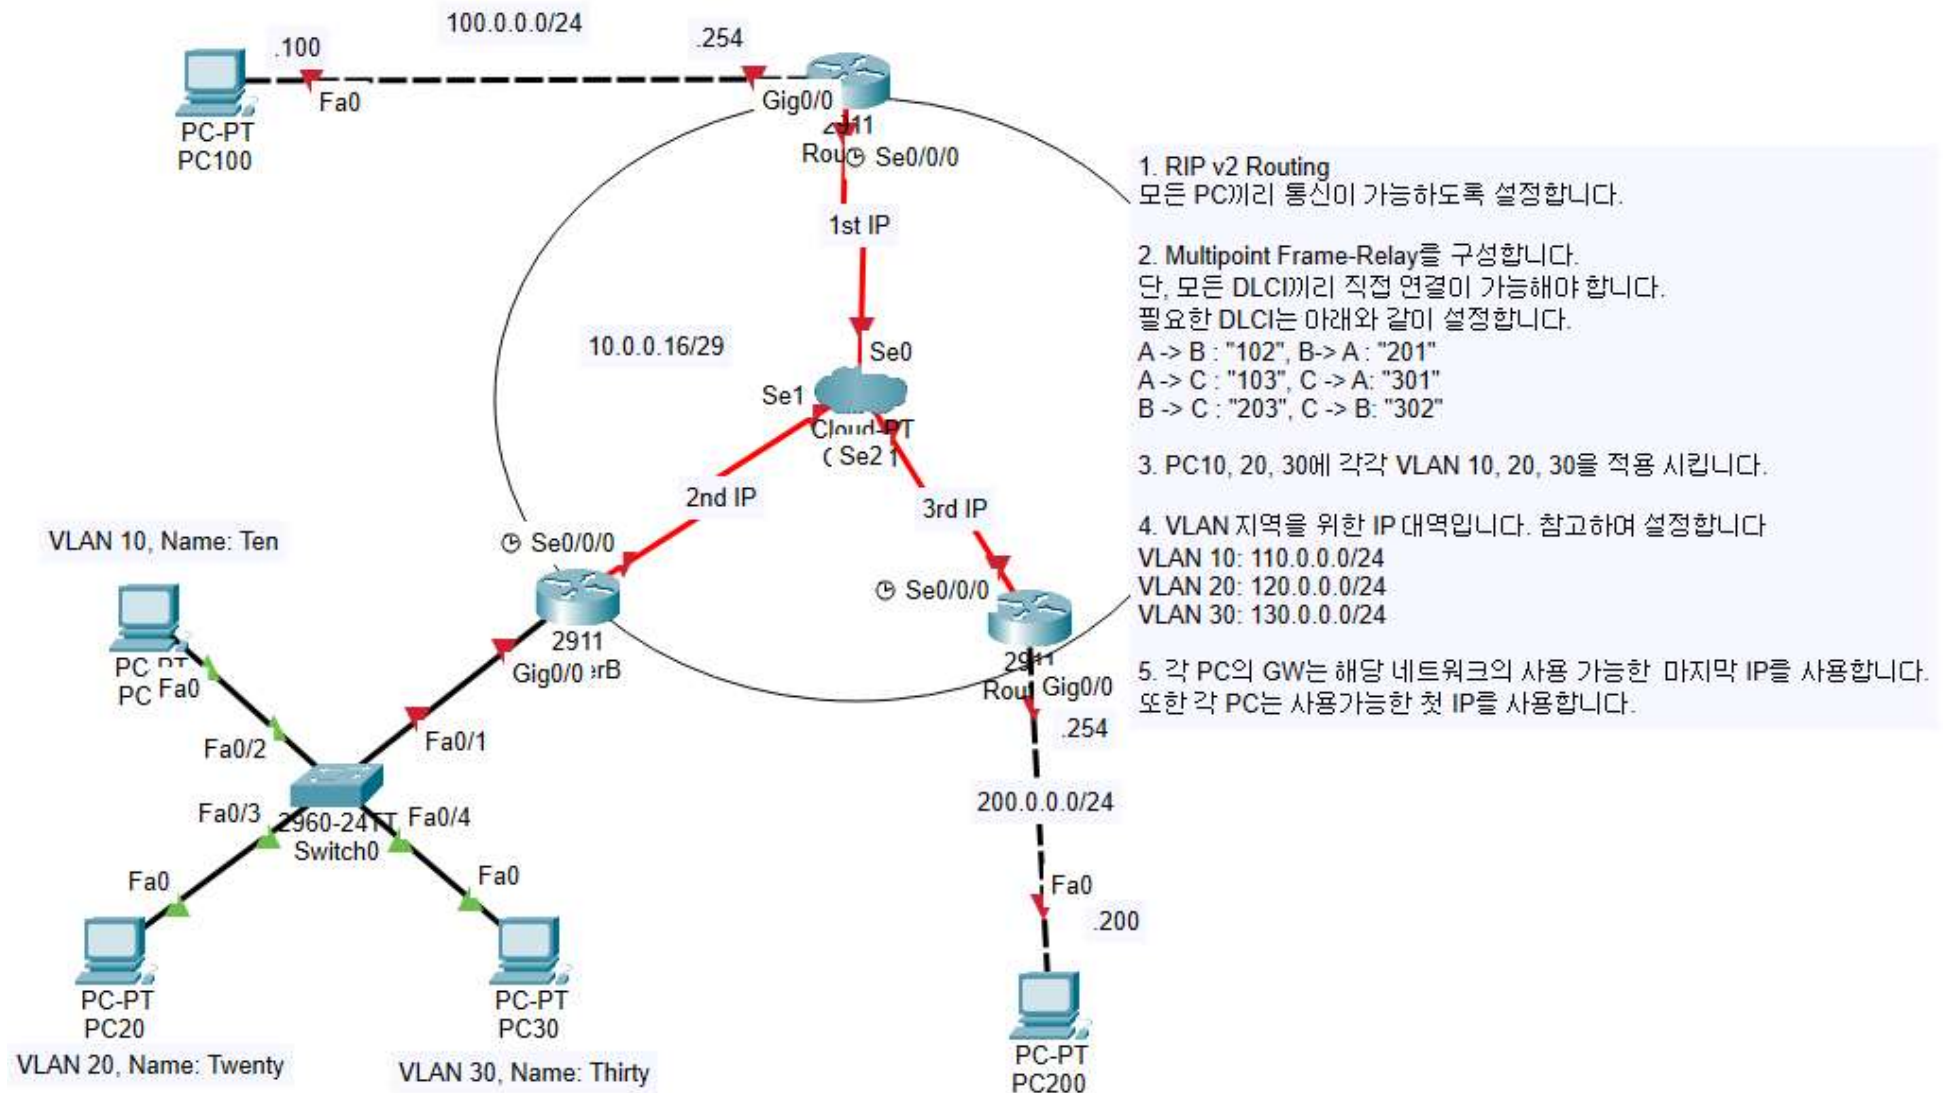 100.0.0.0/24
.100
.254
Fa0
Gig0/0
PC-PT
PC100
2911
Se0/0/0
1st IP
10.0.0.16/29
Se0
Se1
Cloud-PT
Se2
2nd IP
3rd IP
VLAN 10, Name: Ten
Se0/0/0
Se0/0/0
2911
Gig0/0
Fa0
Fa0/2
Fa0/1
2911
Gig0/0
.254
Fa0/3
Fa0/4
2960-24TT
Switch0
200.0.0.0/24
Fa0
Fa0
Fa0
.200
PC-PT
PC20
PC-PT
PC30
VLAN 20, Name: Twenty
VLAN 30, Name: Thirty
PC-PT
PC200
1. RIP v2 Routing
모든 PC끼리 통신이 가능하도록 설정합니다.
2. Multipoint Frame-Relay를 구성합니다.
단, 모든 DLCI끼리 직접 연결이 가능해야 합니다.
필요한 DLCI는 아래와 같이 설정합니다.
A -> B : "102", B-> A : "201"
A -> C : "103", C -> A: "301"
B -> C : "203", C -> B: "302"
3. PC10, 20, 30에 각각 VLAN 10, 20, 30을 적용 시킵니다.
4. VLAN 지역을 위한 IP 대역입니다. 참고하여 설정합니다
VLAN 10: 110.0.0.0/24
VLAN 20: 120.0.0.0/24
VLAN 30: 130.0.0.0/24
5. 각 PC의 GW는 해당 네트워크의 사용 가능한 마지막 IP를 사용합니다.
또한 각 PC는 사용가능한 첫 IP를 사용합니다.